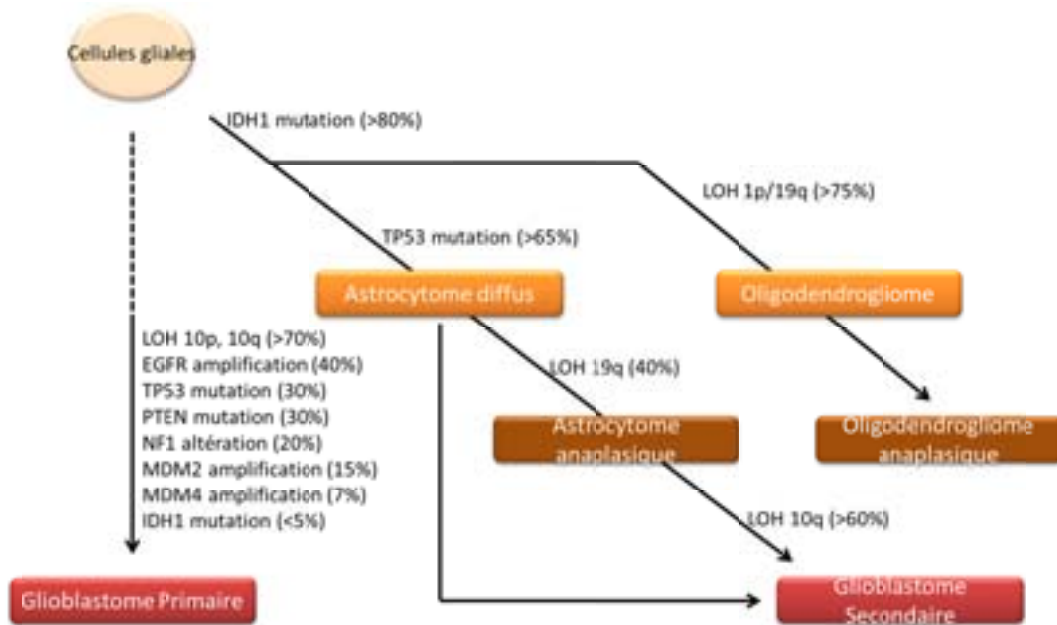 Cellules gliales
IDH1 mutation (>80%)
LOH 1p/19q (>75%)
TP53 mutation (>65%)
Astrocytome diffus
Oligodendrogliome
LOH 10p, 10q (>70%)
EGFR amplification (40%)
TP53 mutation (30%)
PTEN mutation (30%)
NF1 altération (20%)
MDM2 amplification (15%)
MDM4 amplification (7%)
IDH1 mutation (<5%)
LOH 19q (40%)
Astrocytome
anaplasique
Oligodendrogliome
anaplasique
LOH 10q (>60%)
Glioblastome Primaire
Glioblastome
Secondaire